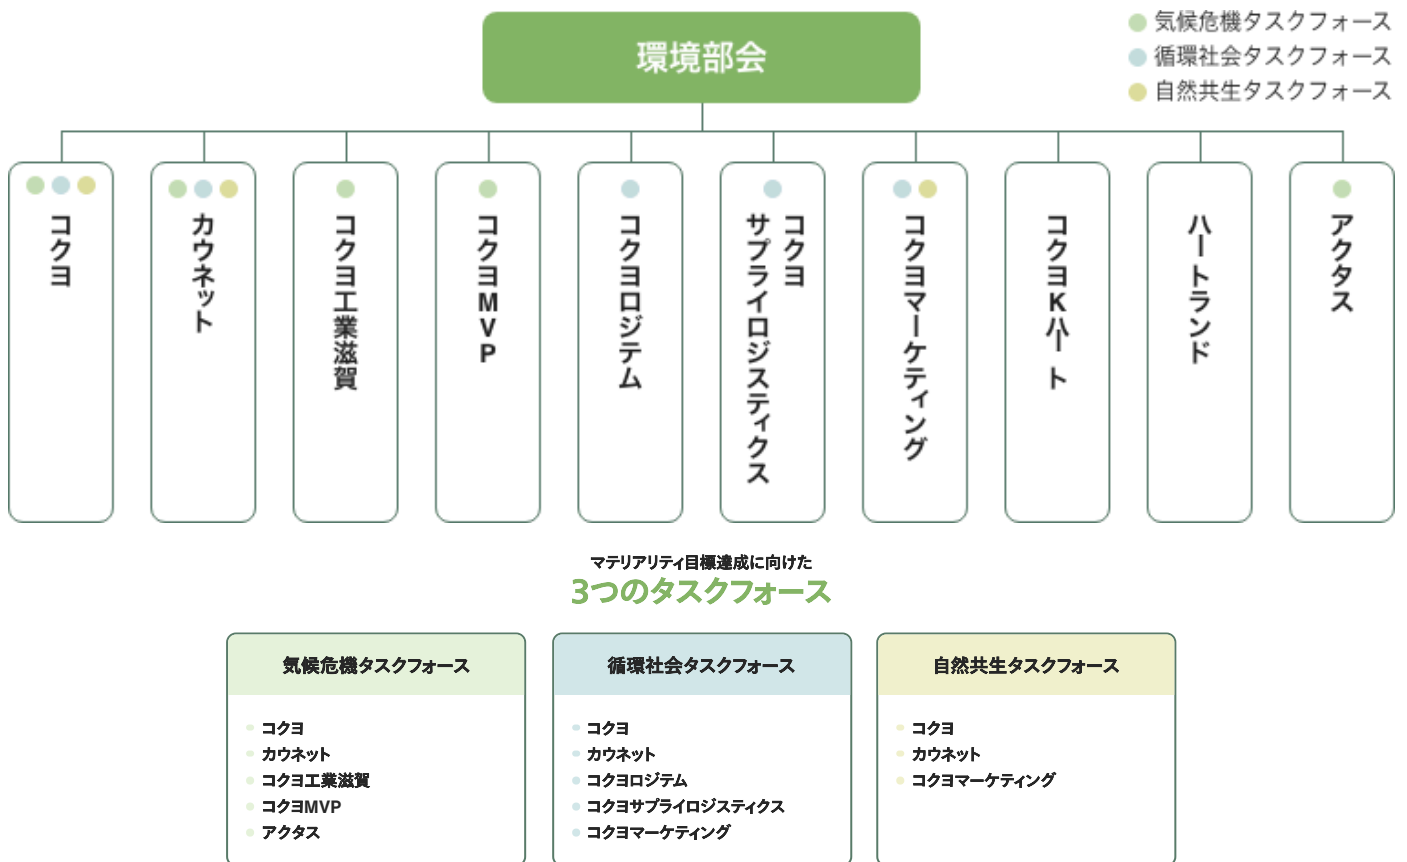 環境部会
気候危機タスクフォース
循環社会タスクフォース
自然共生タスクフォース
コクヨ
カウネット
コクヨ工業滋賀
コクヨMVP
コクヨロジテム
コクヨ
サプライロジスティクス
コクヨマーケティング
コクヨKハート
ハートランド
アクタス
マテリアリティ目標達成に向けた
3つのタスクフォース
気候危機タスクフォース
コクヨ
カウネット
コクヨ工業滋賀
コクヨMVP
アクタス
循環社会タスクフォース
コクヨ
カウネット
コクヨロジテム
コクヨサプライロジスティクス
コクヨマーケティング
自然共生タスクフォース
コクヨ
カウネット
コクヨマーケティング